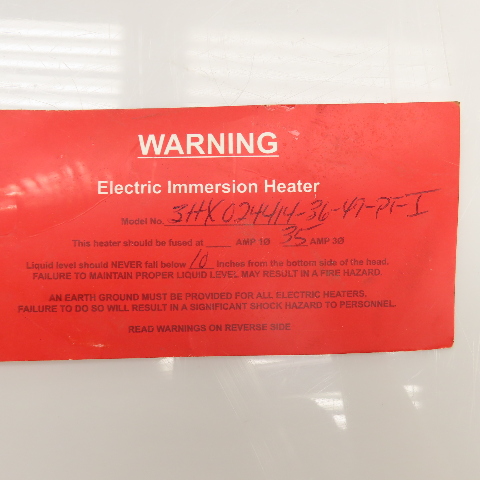 WARNING
Electric Immersion Heater
Model No. 3HX024414-36-47-PT-I
This heater should be fused at ___ AMP 1Ø 35 AMP 3Ø
Liquid level should NEVER fall below 10 inches from the bottom side of the head.
FAILURE TO MAINTAIN PROPER LIQUID LEVEL MAY RESULT IN A FIRE HAZARD.
AN EARTH GROUND MUST BE PROVIDED FOR ALL ELECTRIC HEATERS.
FAILURE TO DO SO WILL RESULT IN A SIGNIFICANT SHOCK HAZARD TO PERSONNEL.
READ WARNINGS ON REVERSE SIDE